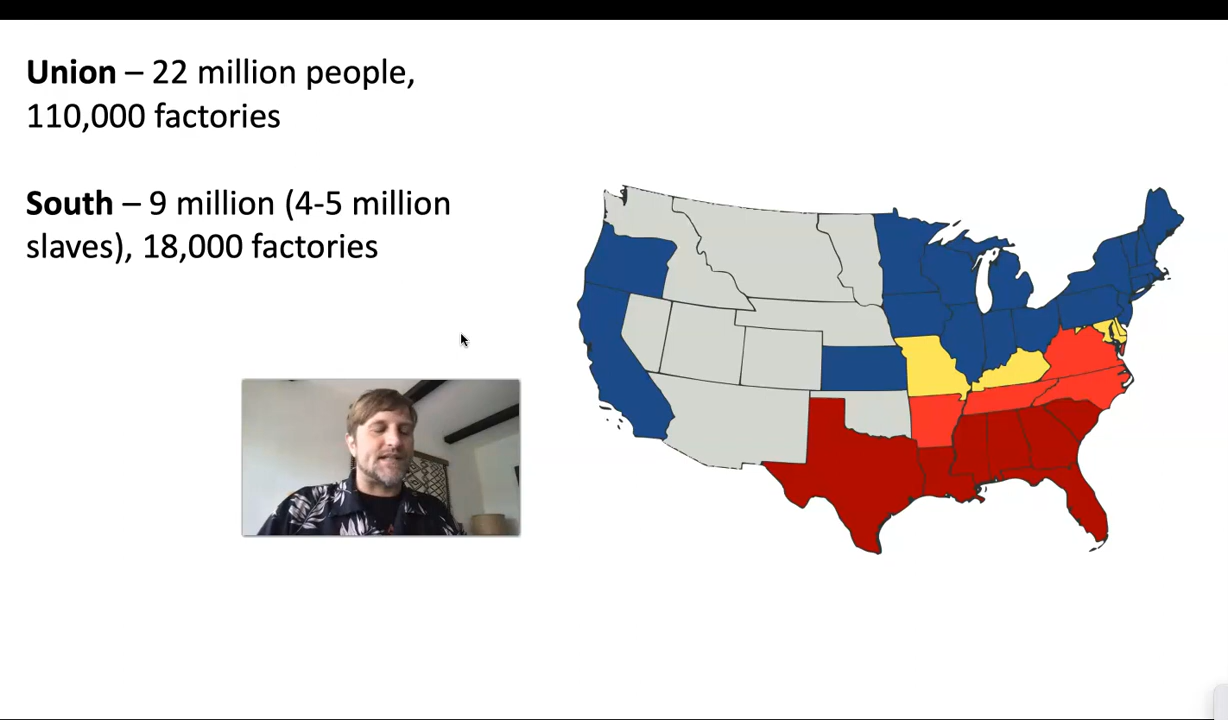 Union – 22 million people,
110,000 factories
South – 9 million (4-5 million
slaves), 18,000 factories